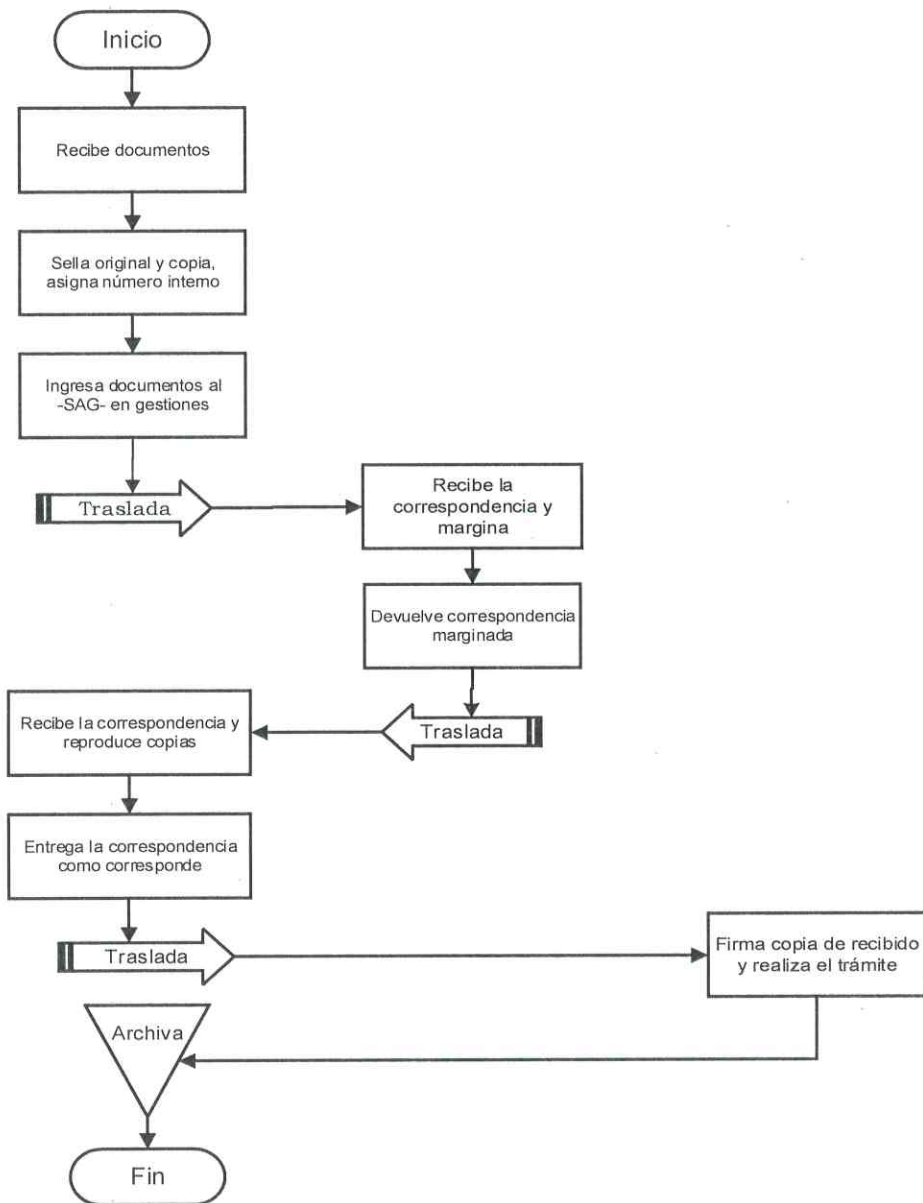 Inicio
Recibe documentos
Sella original y copia,
asigna número interno
Ingresa documentos al
-SAG- en gestiones
Traslada
Recibe la
correspondencia y
margina
Devuelve correspondencia
marginada
Traslada
Recibe la correspondencia y
reproduce copias
Entrega la correspondencia
como corresponde
Traslada
Firma copia de recibido
y realiza el trámite
Archiva
Fin